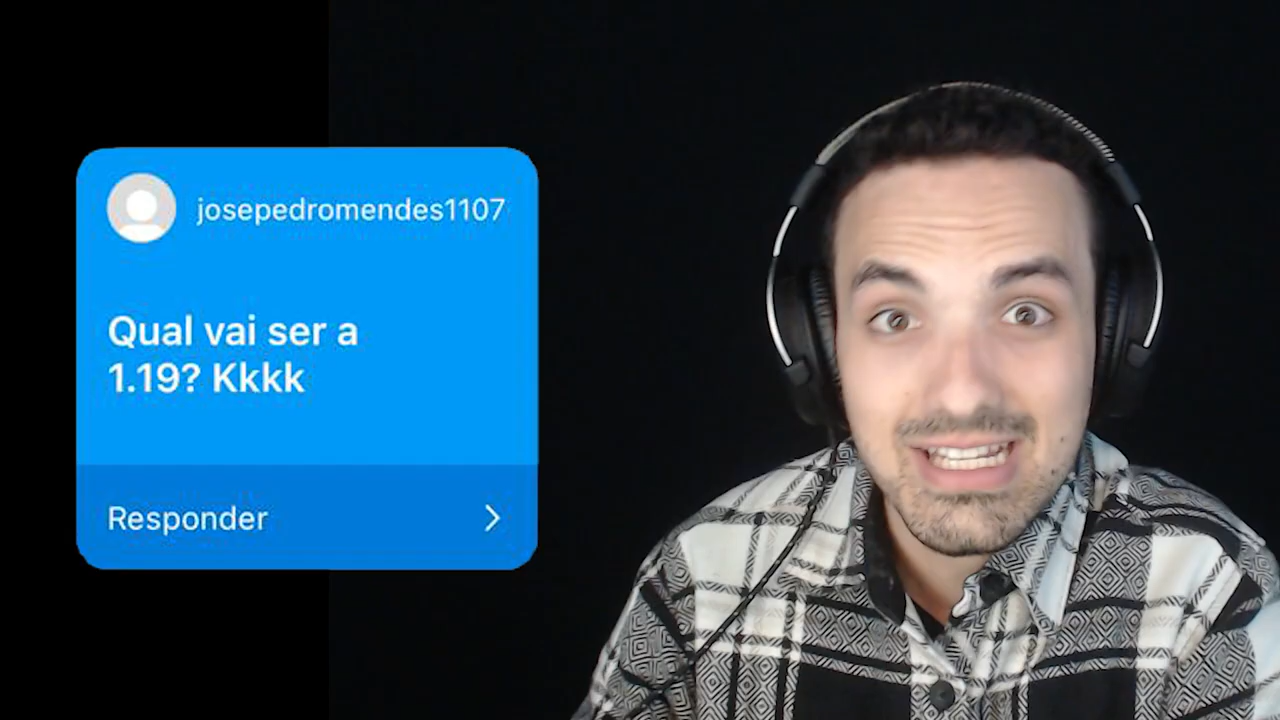 josepedromendes1107
Qual vai ser a
1.19? Kkkk
Responder